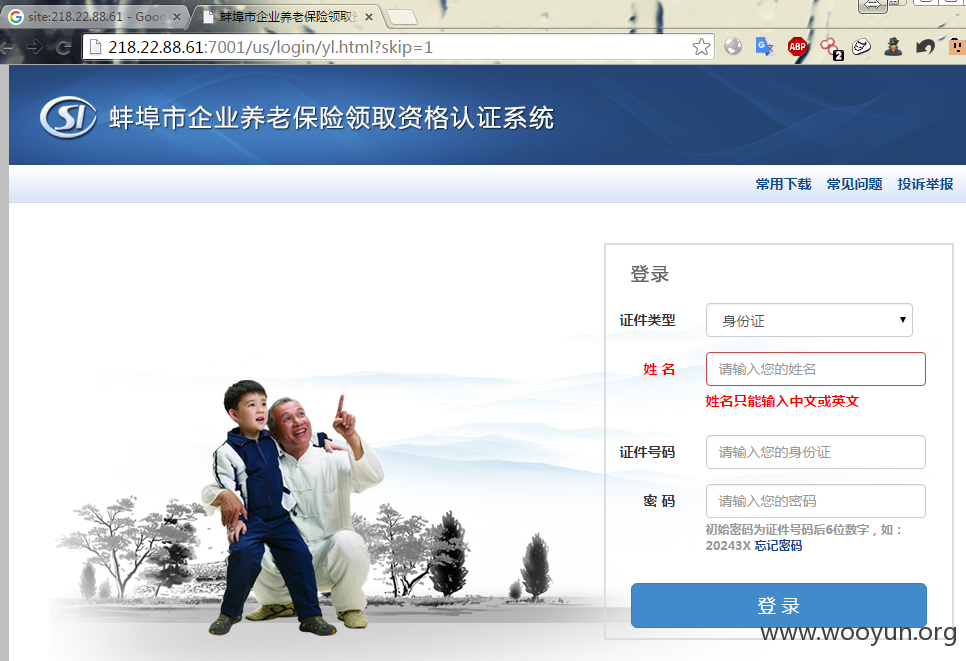 site:218.22.88.61 - Goog
蚌埠市企业养老保险领取
218.22.88.61:7001/us/login/yl.html?skip=1
ABP
2
SI
蚌埠市企业养老保险领取资格认证系统
常用下载 常见问题 投诉举报
登录
证件类型 身份证
姓 名 请输入您的姓名
姓名只能输入中文或英文
证件号码 请输入您的身份证
密 码 请输入您的密码
初始密码为证件号码后6位数字，如：
20243X 忘记密码
登 录
www.wooyun.org